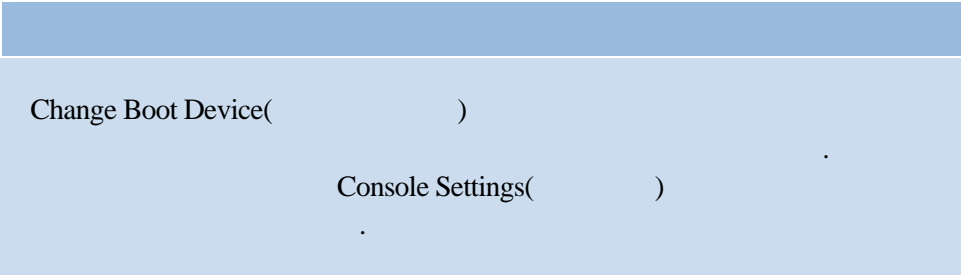 Change Boot Device( )
.
Console Settings( )
.